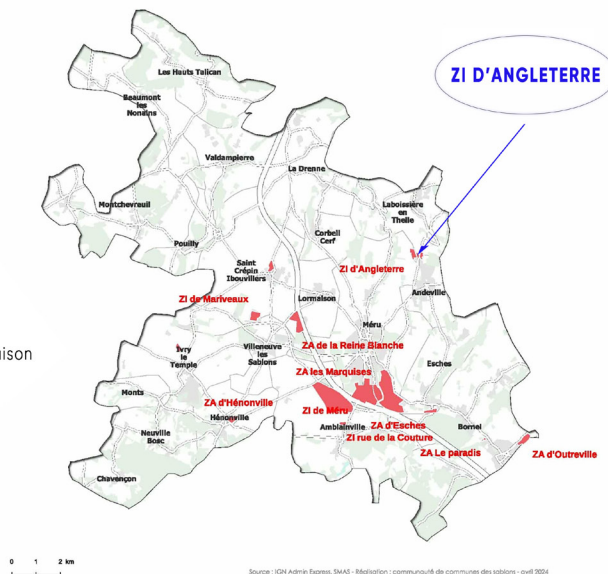 ZI D'ANGLETERRE
Les Hauts Talican
Beaumont
les
Nonains
Valdampierre
La Drenne
Montchevreuil
Laboissière
en
Thelle
Corbeil
Cerf
Pouilly
Saint
Crépin
Ibouvillers
ZI d'Angleterre
Andeville
ZI de Mariveaux
Lormaison
Méru
aison
Ivry
le
Temple
Villeneuve
les
Sablons
ZA de la Reine Blanche
Esches
ZA les Marquises
Monts
ZA d'Hénonville
Hénonville
ZI de Méru
Neuville
Bosc
Amblainville
ZA d'Esches
Bornel
ZI rue de la Couture
ZA Le paradis
ZA d'Outreville
Chavençon
0 1 2 km
Source : IGN Admin Express, SMAS - Réalisation : communauté de communes des sablons - avril 2024